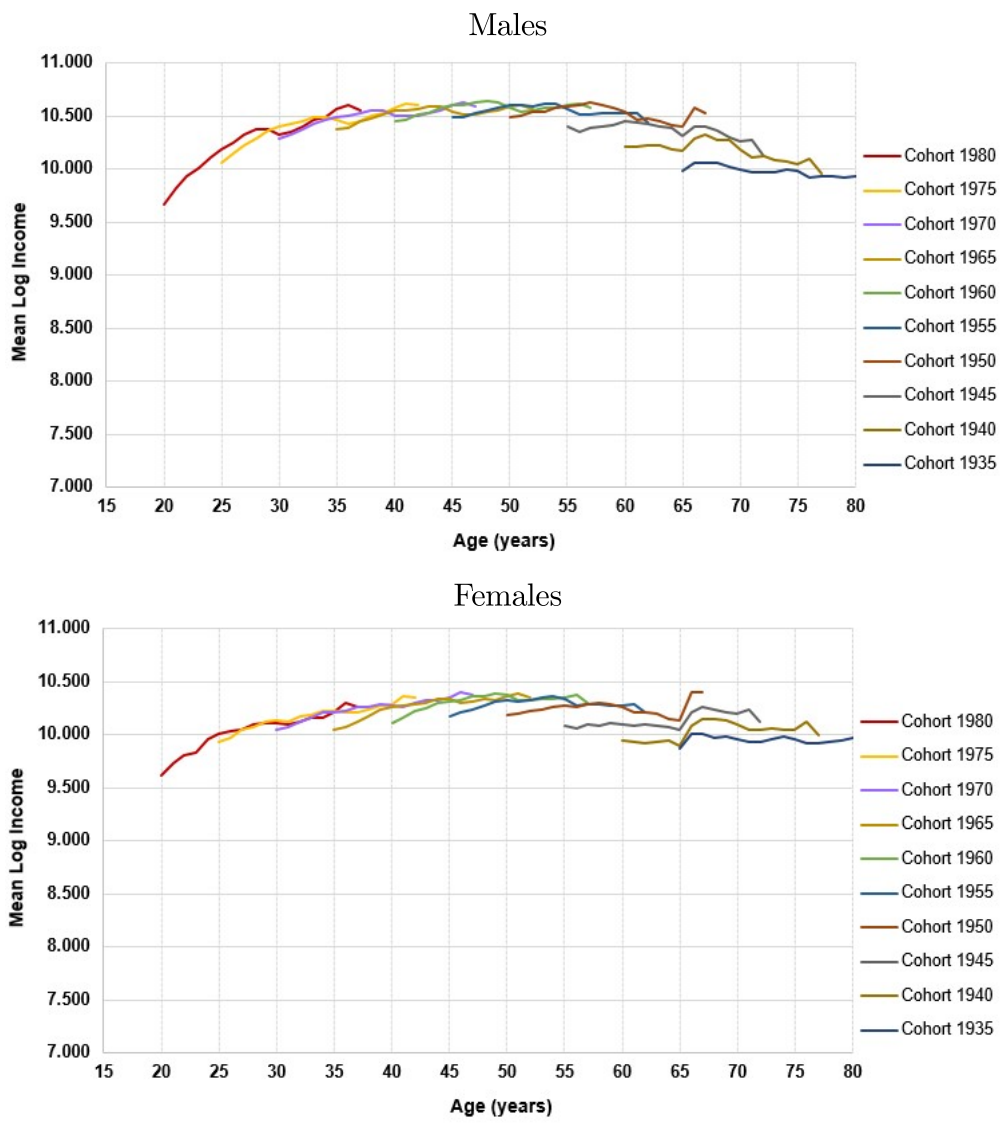 Males
11.000
10.500
10.000
9.500
9.000
8.500
8.000
7.500
7.000
15 20 25 30 35 40 45 50 55 60 65 70 75 80
Mean Log Income
Age (years)
Cohort 1980
Cohort 1975
Cohort 1970
Cohort 1965
Cohort 1960
Cohort 1955
Cohort 1950
Cohort 1945
Cohort 1940
Cohort 1935
Females
11.000
10.500
10.000
9.500
9.000
8.500
8.000
7.500
7.000
15 20 25 30 35 40 45 50 55 60 65 70 75 80
Mean Log Income
Age (years)
Cohort 1980
Cohort 1975
Cohort 1970
Cohort 1965
Cohort 1960
Cohort 1955
Cohort 1950
Cohort 1945
Cohort 1940
Cohort 1935